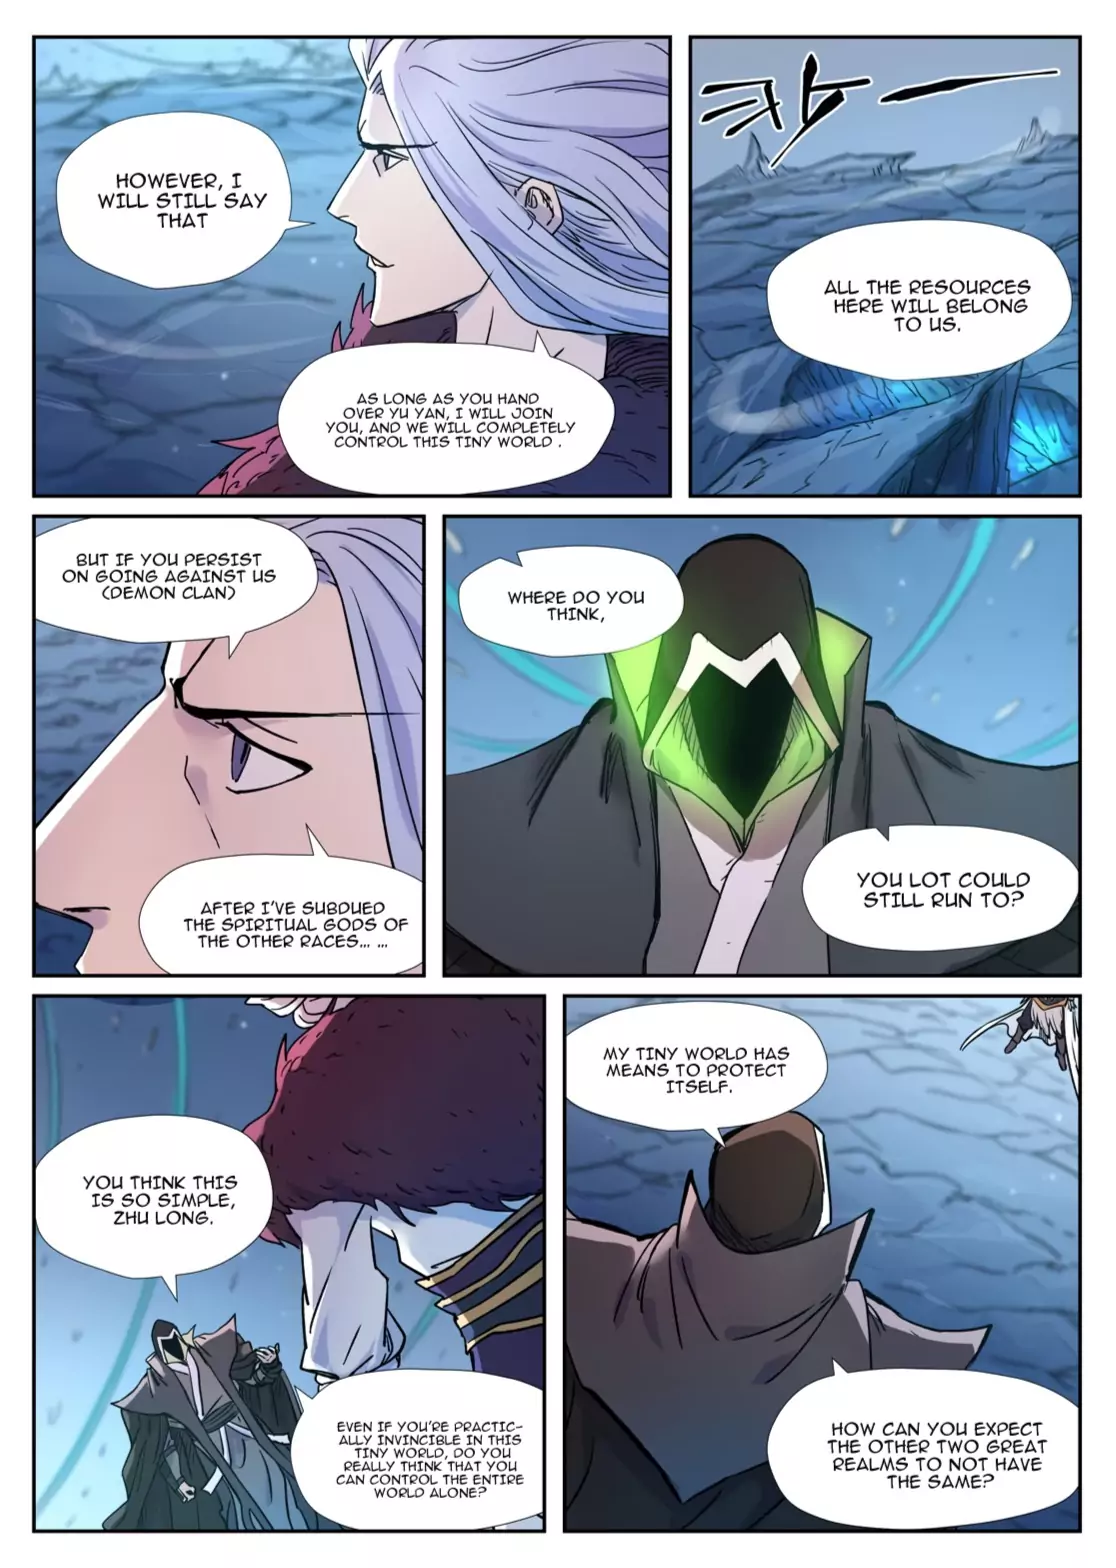 HOWEVER, I
WILL STILL SAY
THAT
AS LONG AS YOU HAND
OVER YU YAN, I WILL JOIN
YOU, AND WE WILL COMPLETELY
CONTROL THIS TINY WORLD .
ALL THE RESOURCES
HERE WILL BELONG
TO US.
BUT IF YOU PERSIST
ON GOING AGAINST US
(DEMON CLAN)
AFTER I'VE SUBDUED
THE SPIRITUAL GODS OF
THE OTHER RACES... ...
WHERE DO YOU
THINK,
YOU LOT COULD
STILL RUN TO?
YOU THINK THIS
IS SO SIMPLE,
ZHU LONG.
EVEN IF YOU'RE PRACTIC-
ALLY INVINCIBLE IN THIS
TINY WORLD, DO YOU
REALLY THINK THAT YOU
CAN CONTROL THE ENTIRE
WORLD ALONE?
MY TINY WORLD HAS
MEANS TO PROTECT
ITSELF.
HOW CAN YOU EXPECT
THE OTHER TWO GREAT
REALMS TO NOT HAVE
THE SAME?